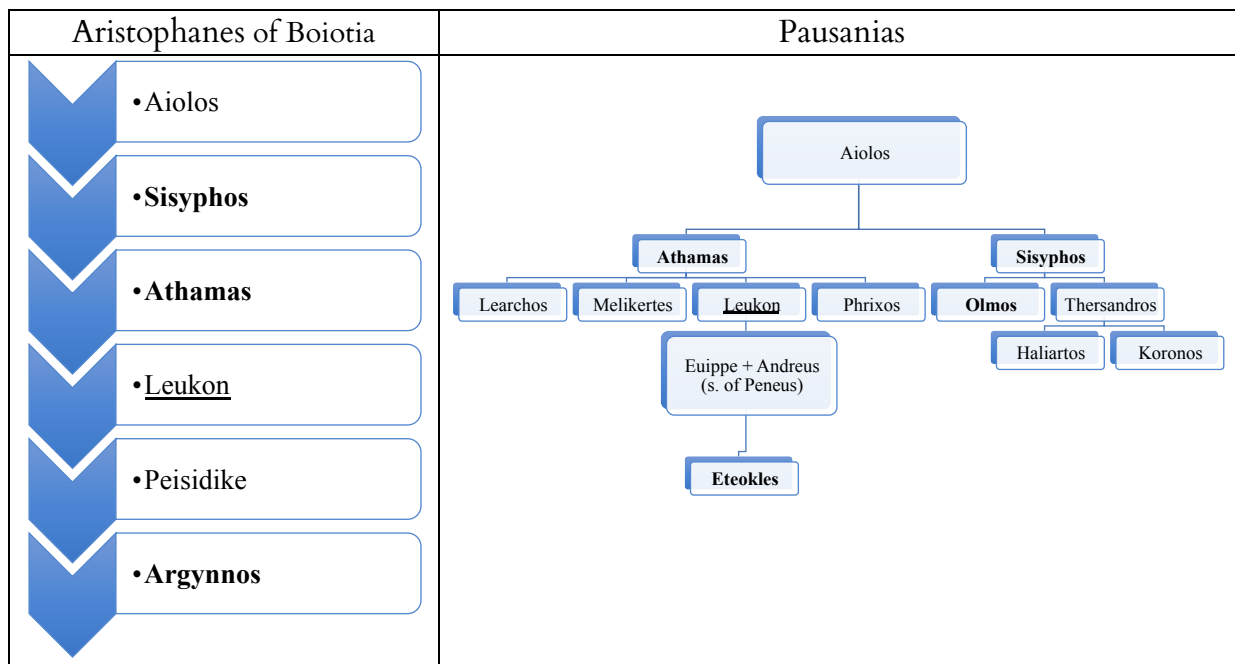 Aristophanes of Boiotia
•Aiolos
•Sisyphos
•Athamas
•Leukon
•Peisidike
•Argynnos
Pausanias
Aiolos
Athamas
Sisyphos
Learchos
Melikertes
Leukon
Phrixos
Olmos
Thersandros
Haliartos
Koronos
Euippe + Andreus
(s. of Peneus)
Eteokles